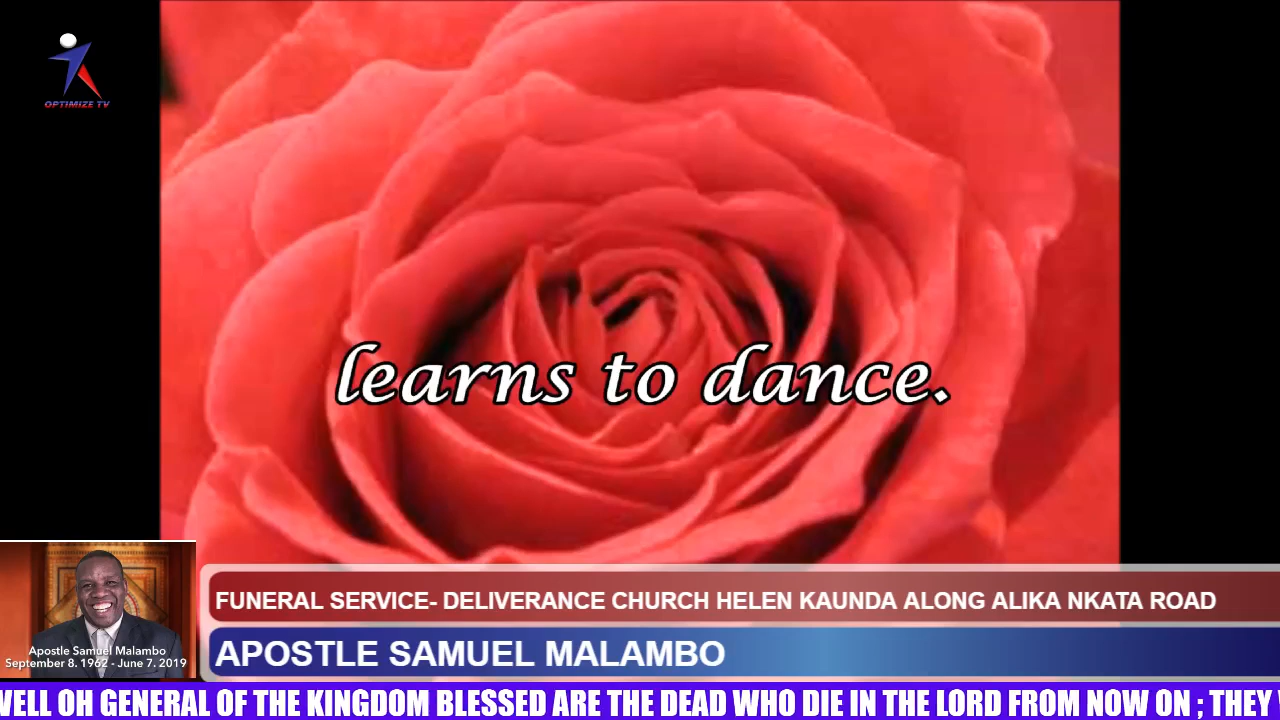 OPTIMIZE TV
learns to dance.
Apostle Samuel Malambo
September 8. 1962 - June 7. 2019
FUNERAL SERVICE- DELIVERANCE CHURCH HELEN KAUNDA ALONG ALIKA NKATA ROAD
APOSTLE SAMUEL MALAMBO
OH GENERAL OF THE KINGDOM BLESSED ARE THE DEAD WHO DIE IN THE LORD FROM NOW ON ; THEY